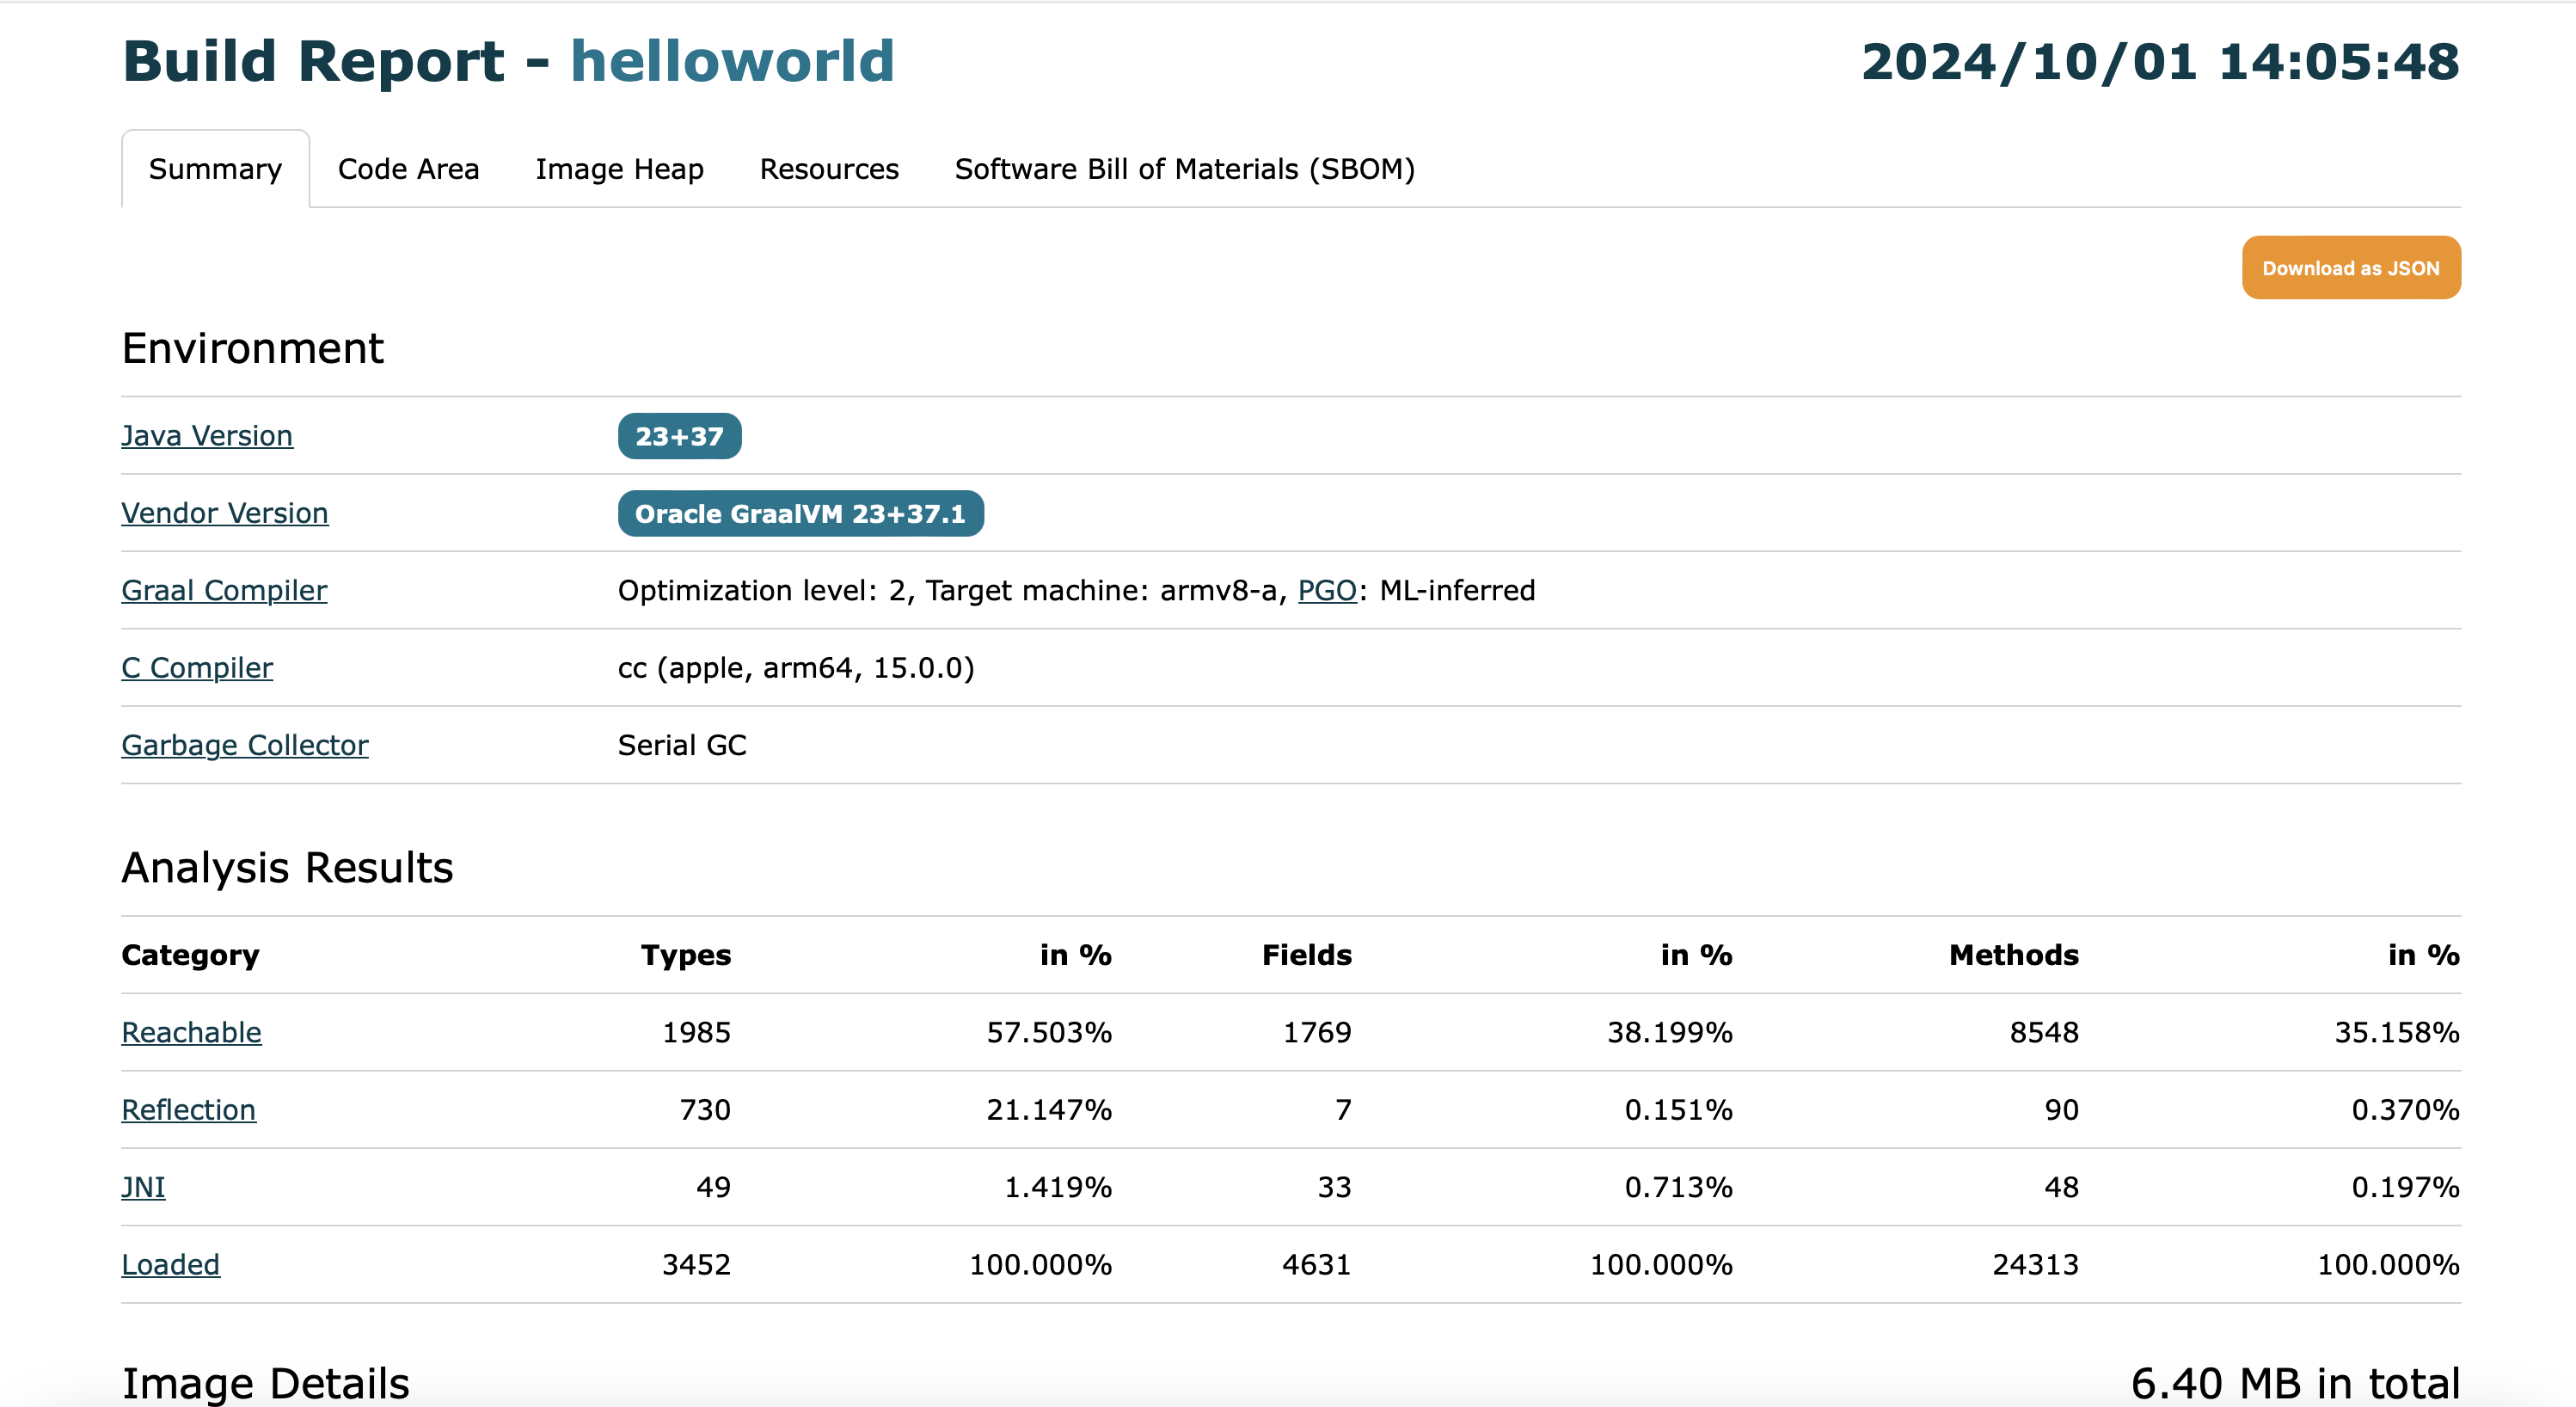 Build Report - helloworld 2024/10/01 14:05:48
Summary Code Area Image Heap Resources Software Bill of Materials (SBOM)
Download as JSON
Environment
Java Version 23+37
Vendor Version Oracle GraalVM 23+37.1
Graal Compiler Optimization level: 2, Target machine: armv8-a, PGO: ML-inferred
C Compiler cc (apple, arm64, 15.0.0)
Garbage Collector Serial GC
Analysis Results
Category Types in % Fields in % Methods in %
Reachable 1985 57.503% 1769 38.199% 8548 35.158%
Reflection 730 21.147% 7 0.151% 90 0.370%
JNI 49 1.419% 33 0.713% 48 0.197%
Loaded 3452 100.000% 4631 100.000% 24313 100.000%
Image Details 6.40 MB in total